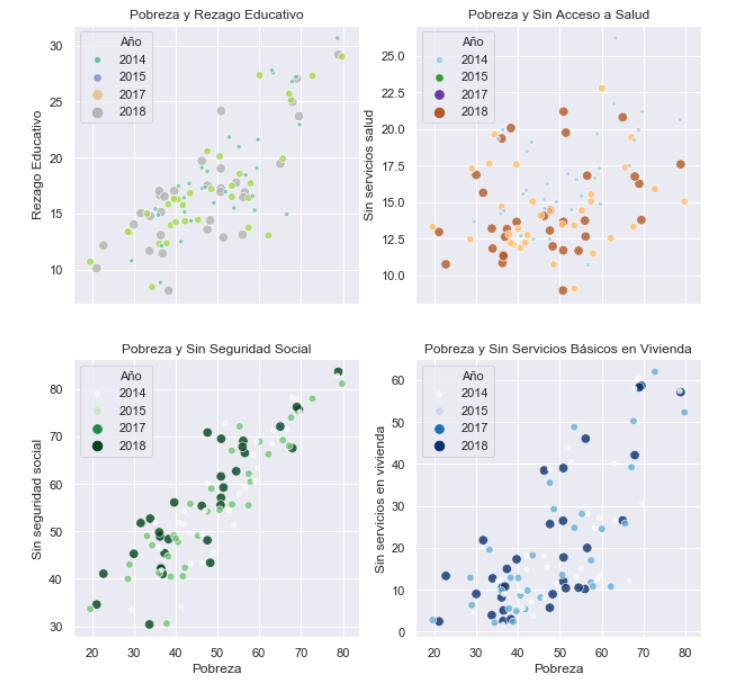 Pobreza y Rezago Educativo
Rezago Educativo
30
25
20
15
10
Año
2014
2015
2017
2018
Pobreza y Sin Acceso a Salud
Sin servicios salud
25.0
22.5
20.0
17.5
15.0
12.5
10.0
Año
2014
2015
2017
2018
Pobreza y Sin Seguridad Social
Sin seguridad social
80
70
60
50
40
30
Año
2014
2015
2017
2018
20 30 40 50 60 70 80
Pobreza
Pobreza y Sin Servicios Básicos en Vivienda
Sin servicios en vivienda
60
50
40
30
20
10
0
Año
2014
2015
2017
2018
20 30 40 50 60 70 80
Pobreza